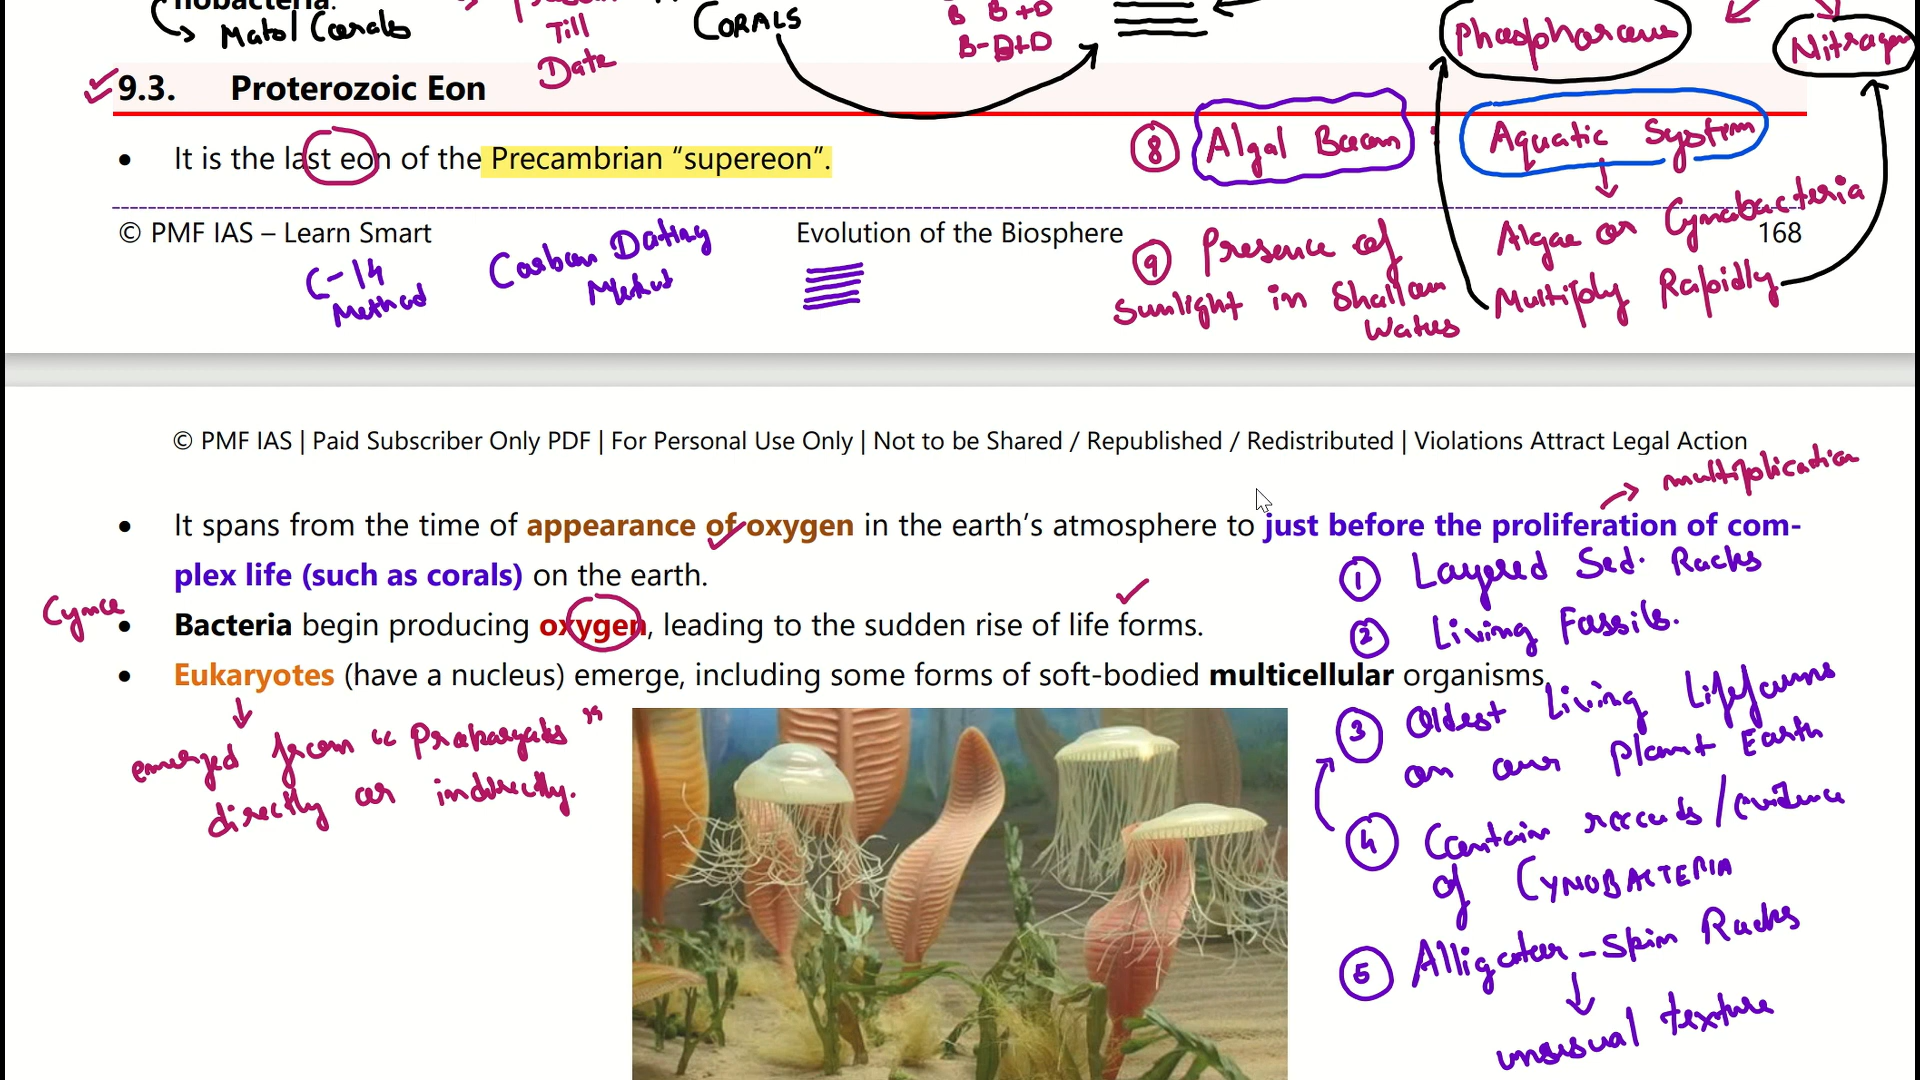 nobacteria.
Matol Corals
Till
Date
CORALS
B B+D
B-B+D
Phosphorous
Nitrogen
9.3. Proterozoic Eon
• It is the last eon of the Precambrian “supereon”.
8 Algal Bloom
Aquatic System
Algae or Cynobacteria
Multiply Rapidly
© PMF IAS – Learn Smart
Evolution of the Biosphere
168
C-14
Method
Carbon Dating
Method
9 Presence of
Sunlight in Shallow
Waters
© PMF IAS | Paid Subscriber Only PDF | For Personal Use Only | Not to be Shared / Republished / Redistributed | Violations Attract Legal Action
multiplication
• It spans from the time of appearance of oxygen in the earth’s atmosphere to just before the proliferation of com-
plex life (such as corals) on the earth.
Cynco
• Bacteria begin producing oxygen, leading to the sudden rise of life forms.
• Eukaryotes (have a nucleus) emerge, including some forms of soft-bodied multicellular organisms.
emerged from “Prokaryots”
directly or indirectly.
1 Layered Sed. Rocks
2 Living Fossils.
3 Oldest Living Lifeforms
on our planet Earth
4 Contain records/evidence
of CYNOBACTERIA
5 Alligator-skin Rocks
unusual texture